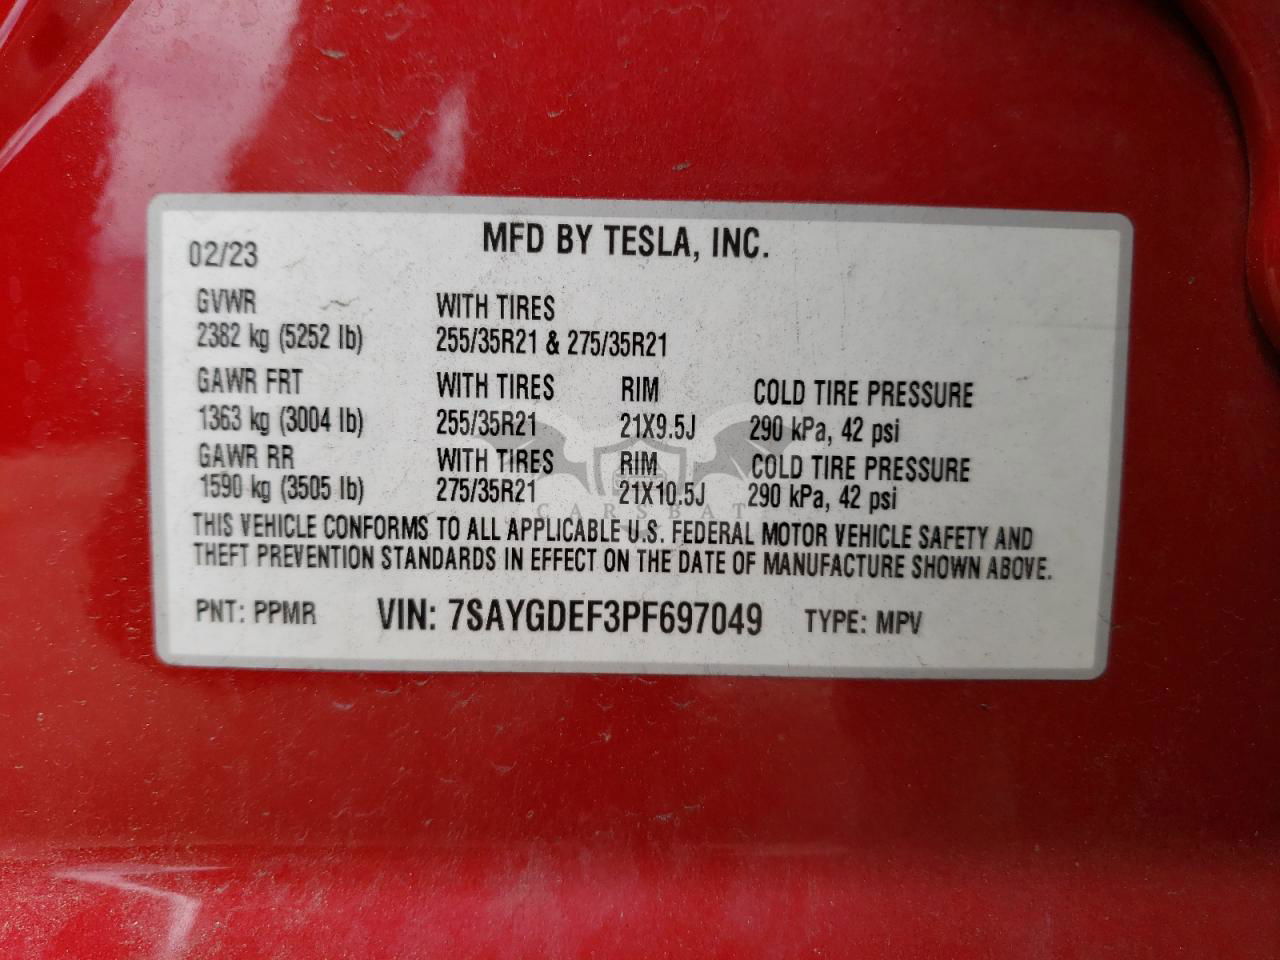 MFD BY TESLA, INC.
02/23
GVWR WITH TIRES
2382 kg (5252 lb) 255/35R21 & 275/35R21
GAWR FRT WITH TIRES RIM COLD TIRE PRESSURE
1363 kg (3004 lb) 255/35R21 21X9.5J 290 kPa, 42 psi
GAWR RR WITH TIRES RIM COLD TIRE PRESSURE
1590 kg (3505 lb) 275/35R21 21X10.5J 290 kPa, 42 psi
CARSBAT
THIS VEHICLE CONFORMS TO ALL APPLICABLE U.S. FEDERAL MOTOR VEHICLE SAFETY AND
THEFT PREVENTION STANDARDS IN EFFECT ON THE DATE OF MANUFACTURE SHOWN ABOVE.
PNT: PPMR VIN: 7SAYGDEF3PF697049 TYPE: MPV